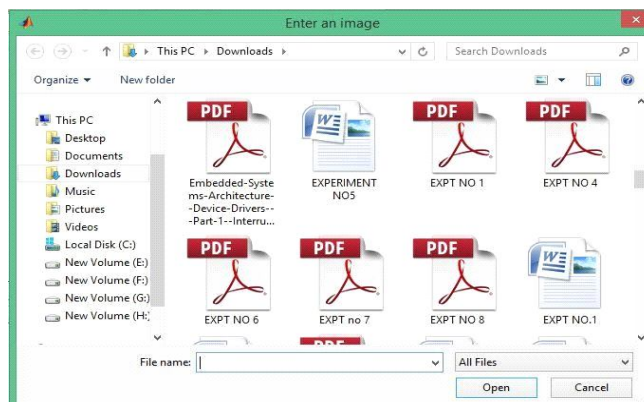 Enter an image
This PC
Downloads
Search Downloads
Organize
New folder
This PC
Desktop
Documents
Downloads
Music
Pictures
Videos
Local Disk (C:)
New Volume (E:)
New Volume (F:)
New Volume (G:)
New Volume (H:)
PDF
W
PDF
PDF
Embedded-Syste
ms-Architecture-
-Device-Drivers--
-Part-1--Interru...
EXPERIMENT
NO5
EXPT NO 1
EXPT NO 4
PDF
PDF
PDF
W
EXPT NO 6
EXPT no 7
EXPT NO 8
EXPT NO.1
PDF
File name:
All Files
Open
Cancel